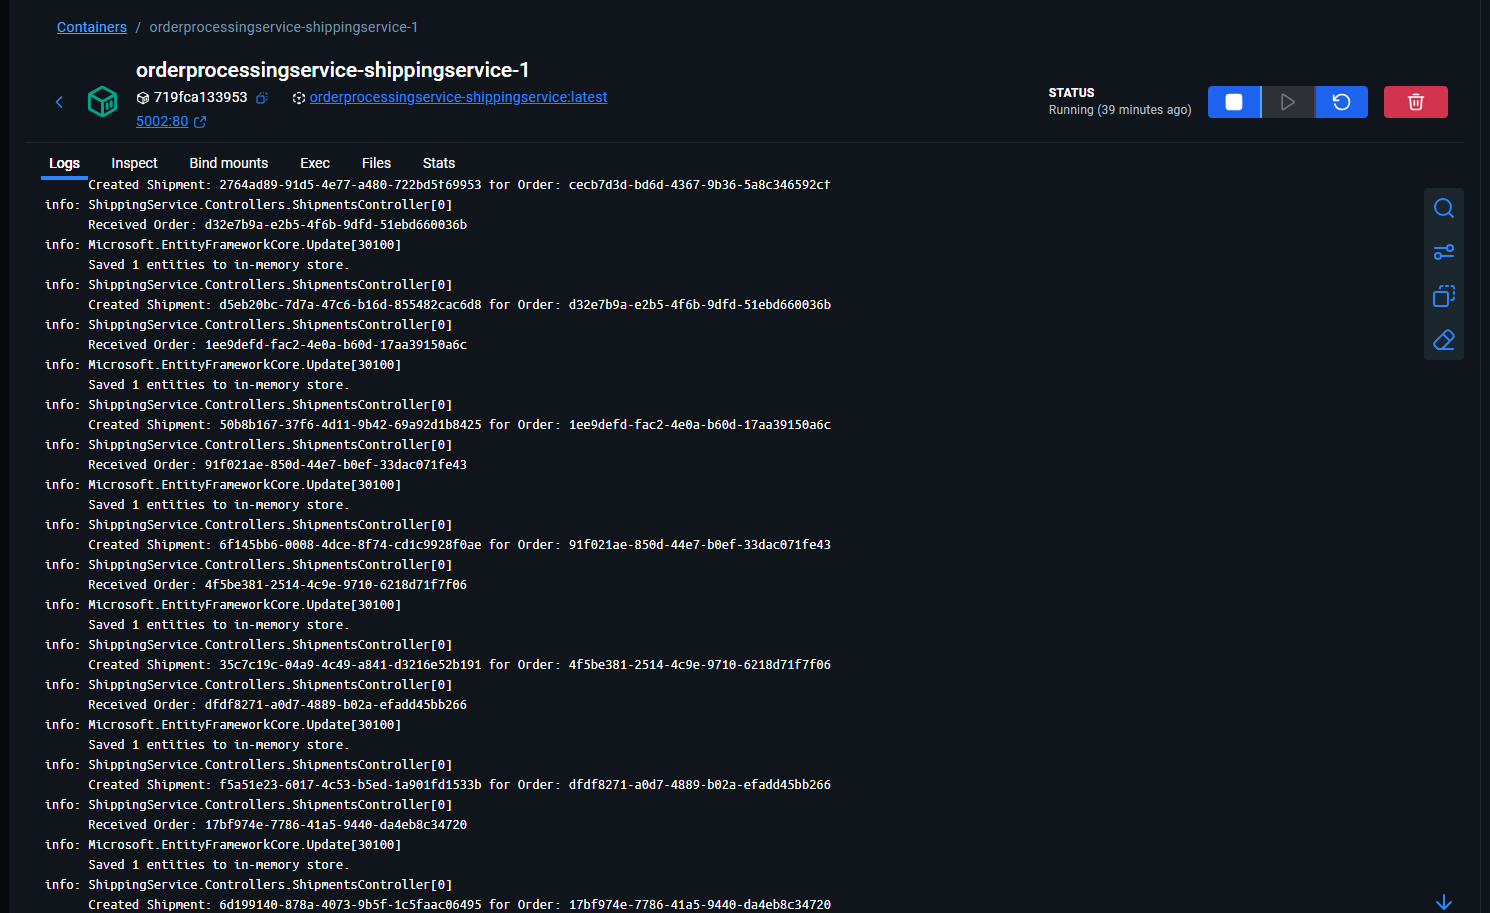 Containers / orderprocessingservice-shippingservice-1
orderprocessingservice-shippingservice-1
719fca133953 orderprocessingservice-shippingservice:latest
5002:80
STATUS
Running (39 minutes ago)
Logs Inspect Bind mounts Exec Files Stats
Created Shipment: 2764ad89-91d5-4e77-a480-722bd5f69953 for Order: cecb7d3d-bd6d-4367-9b36-5a8c346592cf
info: ShippingService.Controllers.ShipmentsController[0]
Received Order: d32e7b9a-e2b5-4f6b-9dfd-51ebd660036b
info: Microsoft.EntityFrameworkCore.Update[30100]
Saved 1 entities to in-memory store.
info: ShippingService.Controllers.ShipmentsController[0]
Created Shipment: d5eb20bc-7d7a-47c6-b16d-855482cac6d8 for Order: d32e7b9a-e2b5-4f6b-9dfd-51ebd660036b
info: ShippingService.Controllers.ShipmentsController[0]
Received Order: 1ee9defd-fac2-4e0a-b60d-17aa39150a6c
info: Microsoft.EntityFrameworkCore.Update[30100]
Saved 1 entities to in-memory store.
info: ShippingService.Controllers.ShipmentsController[0]
Created Shipment: 50b8b167-37f6-4d11-9b42-69a92d1b8425 for Order: 1ee9defd-fac2-4e0a-b60d-17aa39150a6c
info: ShippingService.Controllers.ShipmentsController[0]
Received Order: 91f021ae-850d-44e7-b0ef-33dac071fe43
info: Microsoft.EntityFrameworkCore.Update[30100]
Saved 1 entities to in-memory store.
info: ShippingService.Controllers.ShipmentsController[0]
Created Shipment: 6f145bb6-0008-4dce-8f74-cd1c9928f0ae for Order: 91f021ae-850d-44e7-b0ef-33dac071fe43
info: ShippingService.Controllers.ShipmentsController[0]
Received Order: 4f5be381-2514-4c9e-9710-6218d71f7f06
info: Microsoft.EntityFrameworkCore.Update[30100]
Saved 1 entities to in-memory store.
info: ShippingService.Controllers.ShipmentsController[0]
Created Shipment: 35c7c19c-04a9-4c49-a841-d3216e52b191 for Order: 4f5be381-2514-4c9e-9710-6218d71f7f06
info: ShippingService.Controllers.ShipmentsController[0]
Received Order: dfdf8271-a0d7-4889-b02a-efadd45bb266
info: Microsoft.EntityFrameworkCore.Update[30100]
Saved 1 entities to in-memory store.
info: ShippingService.Controllers.ShipmentsController[0]
Created Shipment: f5a51e23-6017-4c53-b5ed-1a901fd1533b for Order: dfdf8271-a0d7-4889-b02a-efadd45bb266
info: ShippingService.Controllers.ShipmentsController[0]
Received Order: 17bf974e-7786-41a5-9440-da4eb8c34720
info: Microsoft.EntityFrameworkCore.Update[30100]
Saved 1 entities to in-memory store.
info: ShippingService.Controllers.ShipmentsController[0]
Created Shipment: 6d199140-878a-4073-9b5f-1c5faac06495 for Order: 17bf974e-7786-41a5-9440-da4eb8c34720